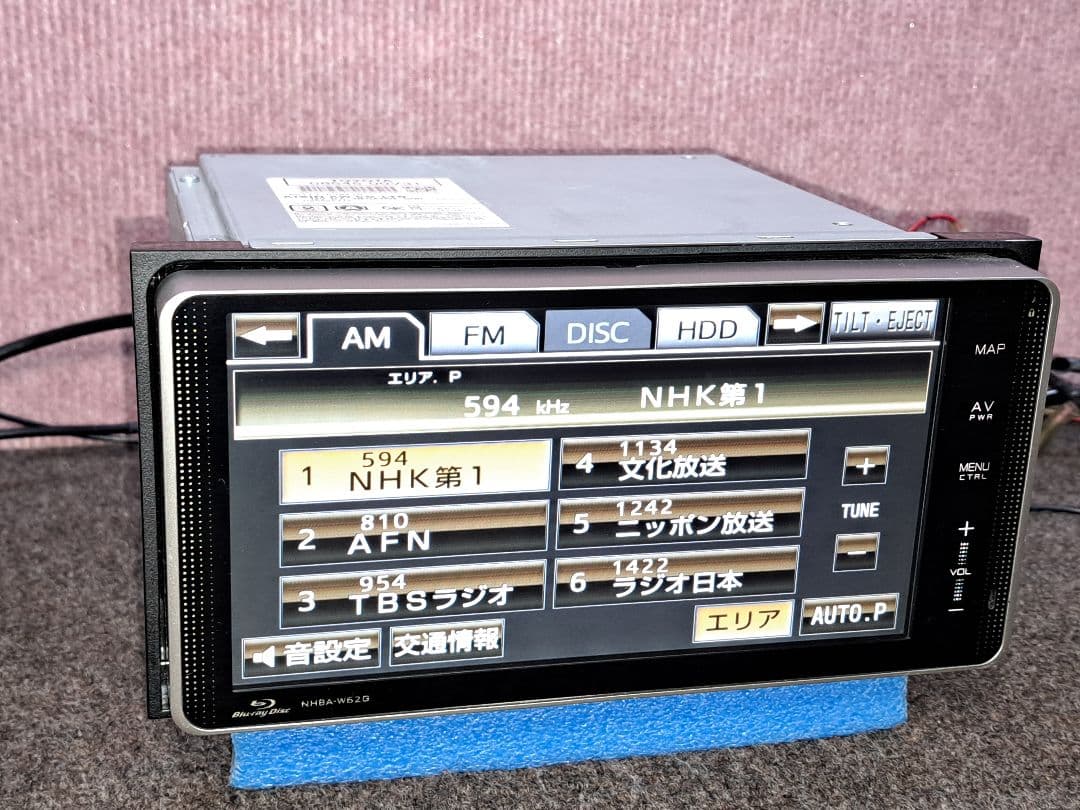 TOYOTA
AM FM DISC HDD TILT・EJECT
エリア. P
594 kHz NHK第1
1 594 NHK第1
4 1134 文化放送
2 810 AFN
5 1242 ニッポン放送
3 954 TBSラジオ
6 1422 ラジオ日本
+
TUNE
-
エリア AUTO.P
音設定 交通情報
MAP
AV
PWR
MENU
CTRL
+
VOL
-
Blu-ray Disc NHBA-W62G